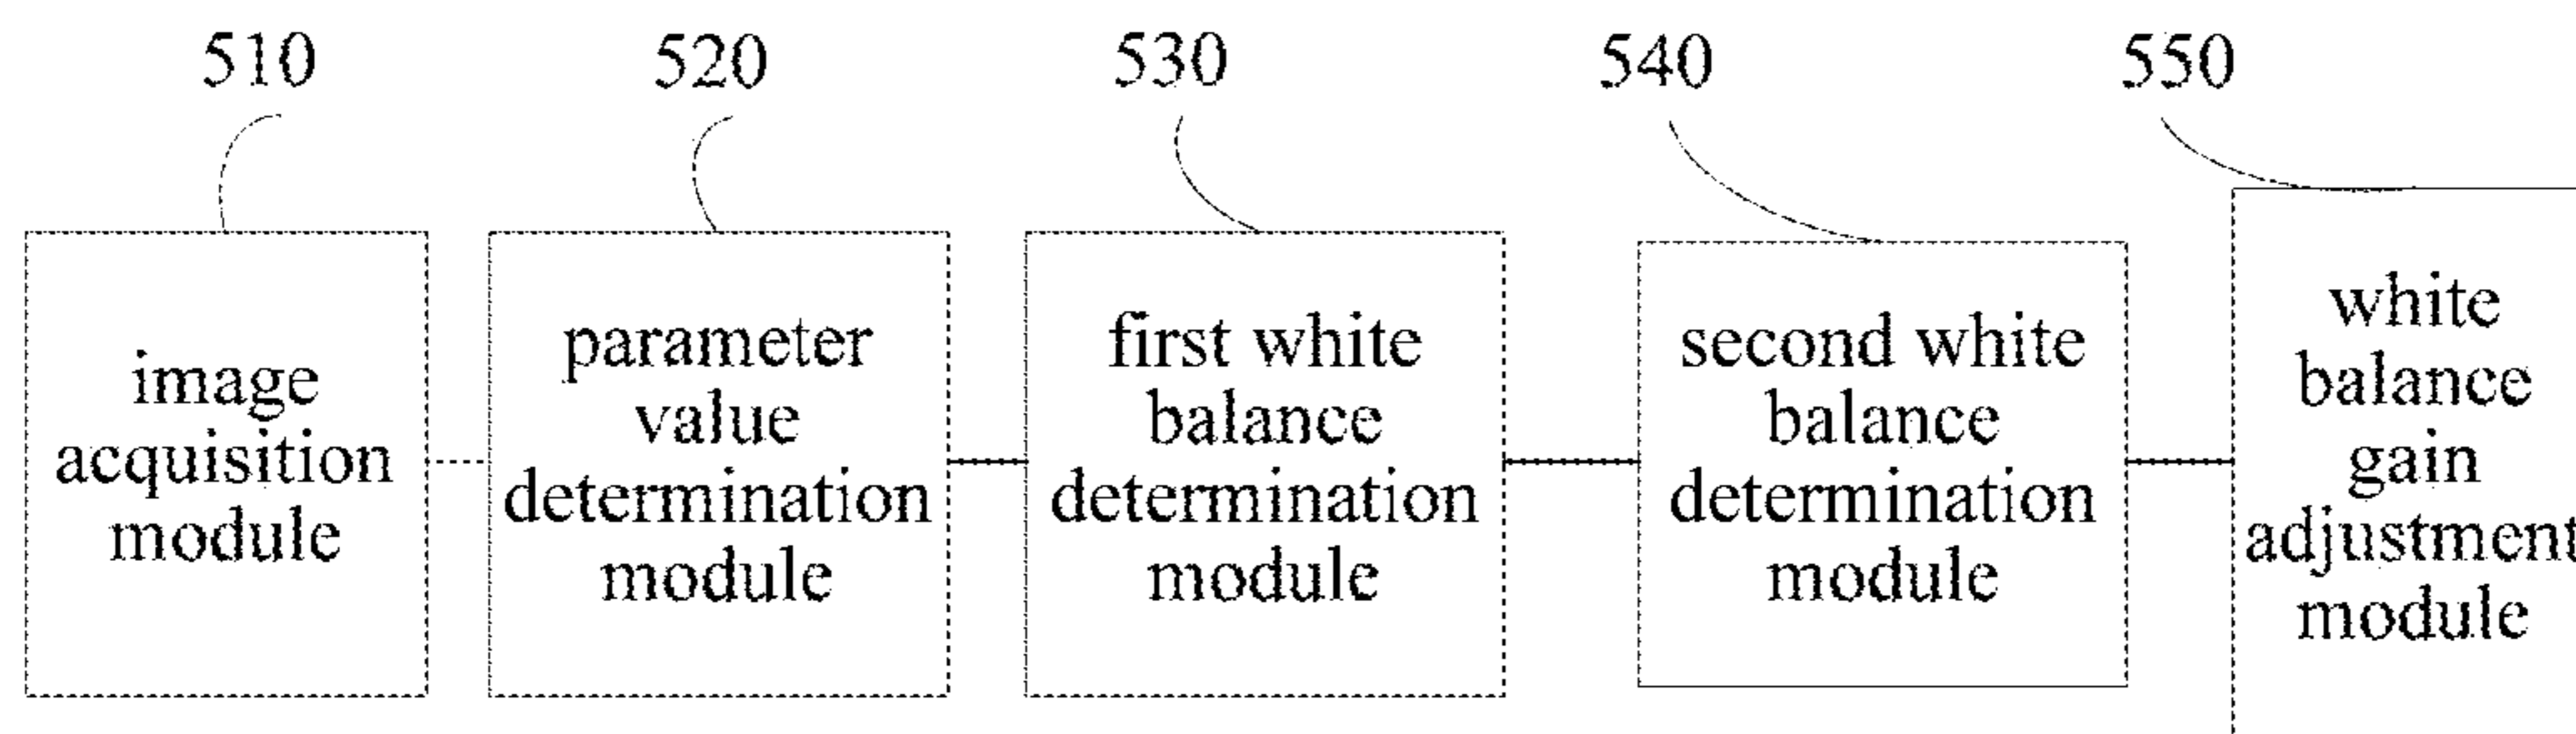 510
520
530
540
550
image
acquisition
module
parameter
value
determination
module
first white
balance
determination
module
second white
balance
determination
module
white
balance
gain
adjustment
module